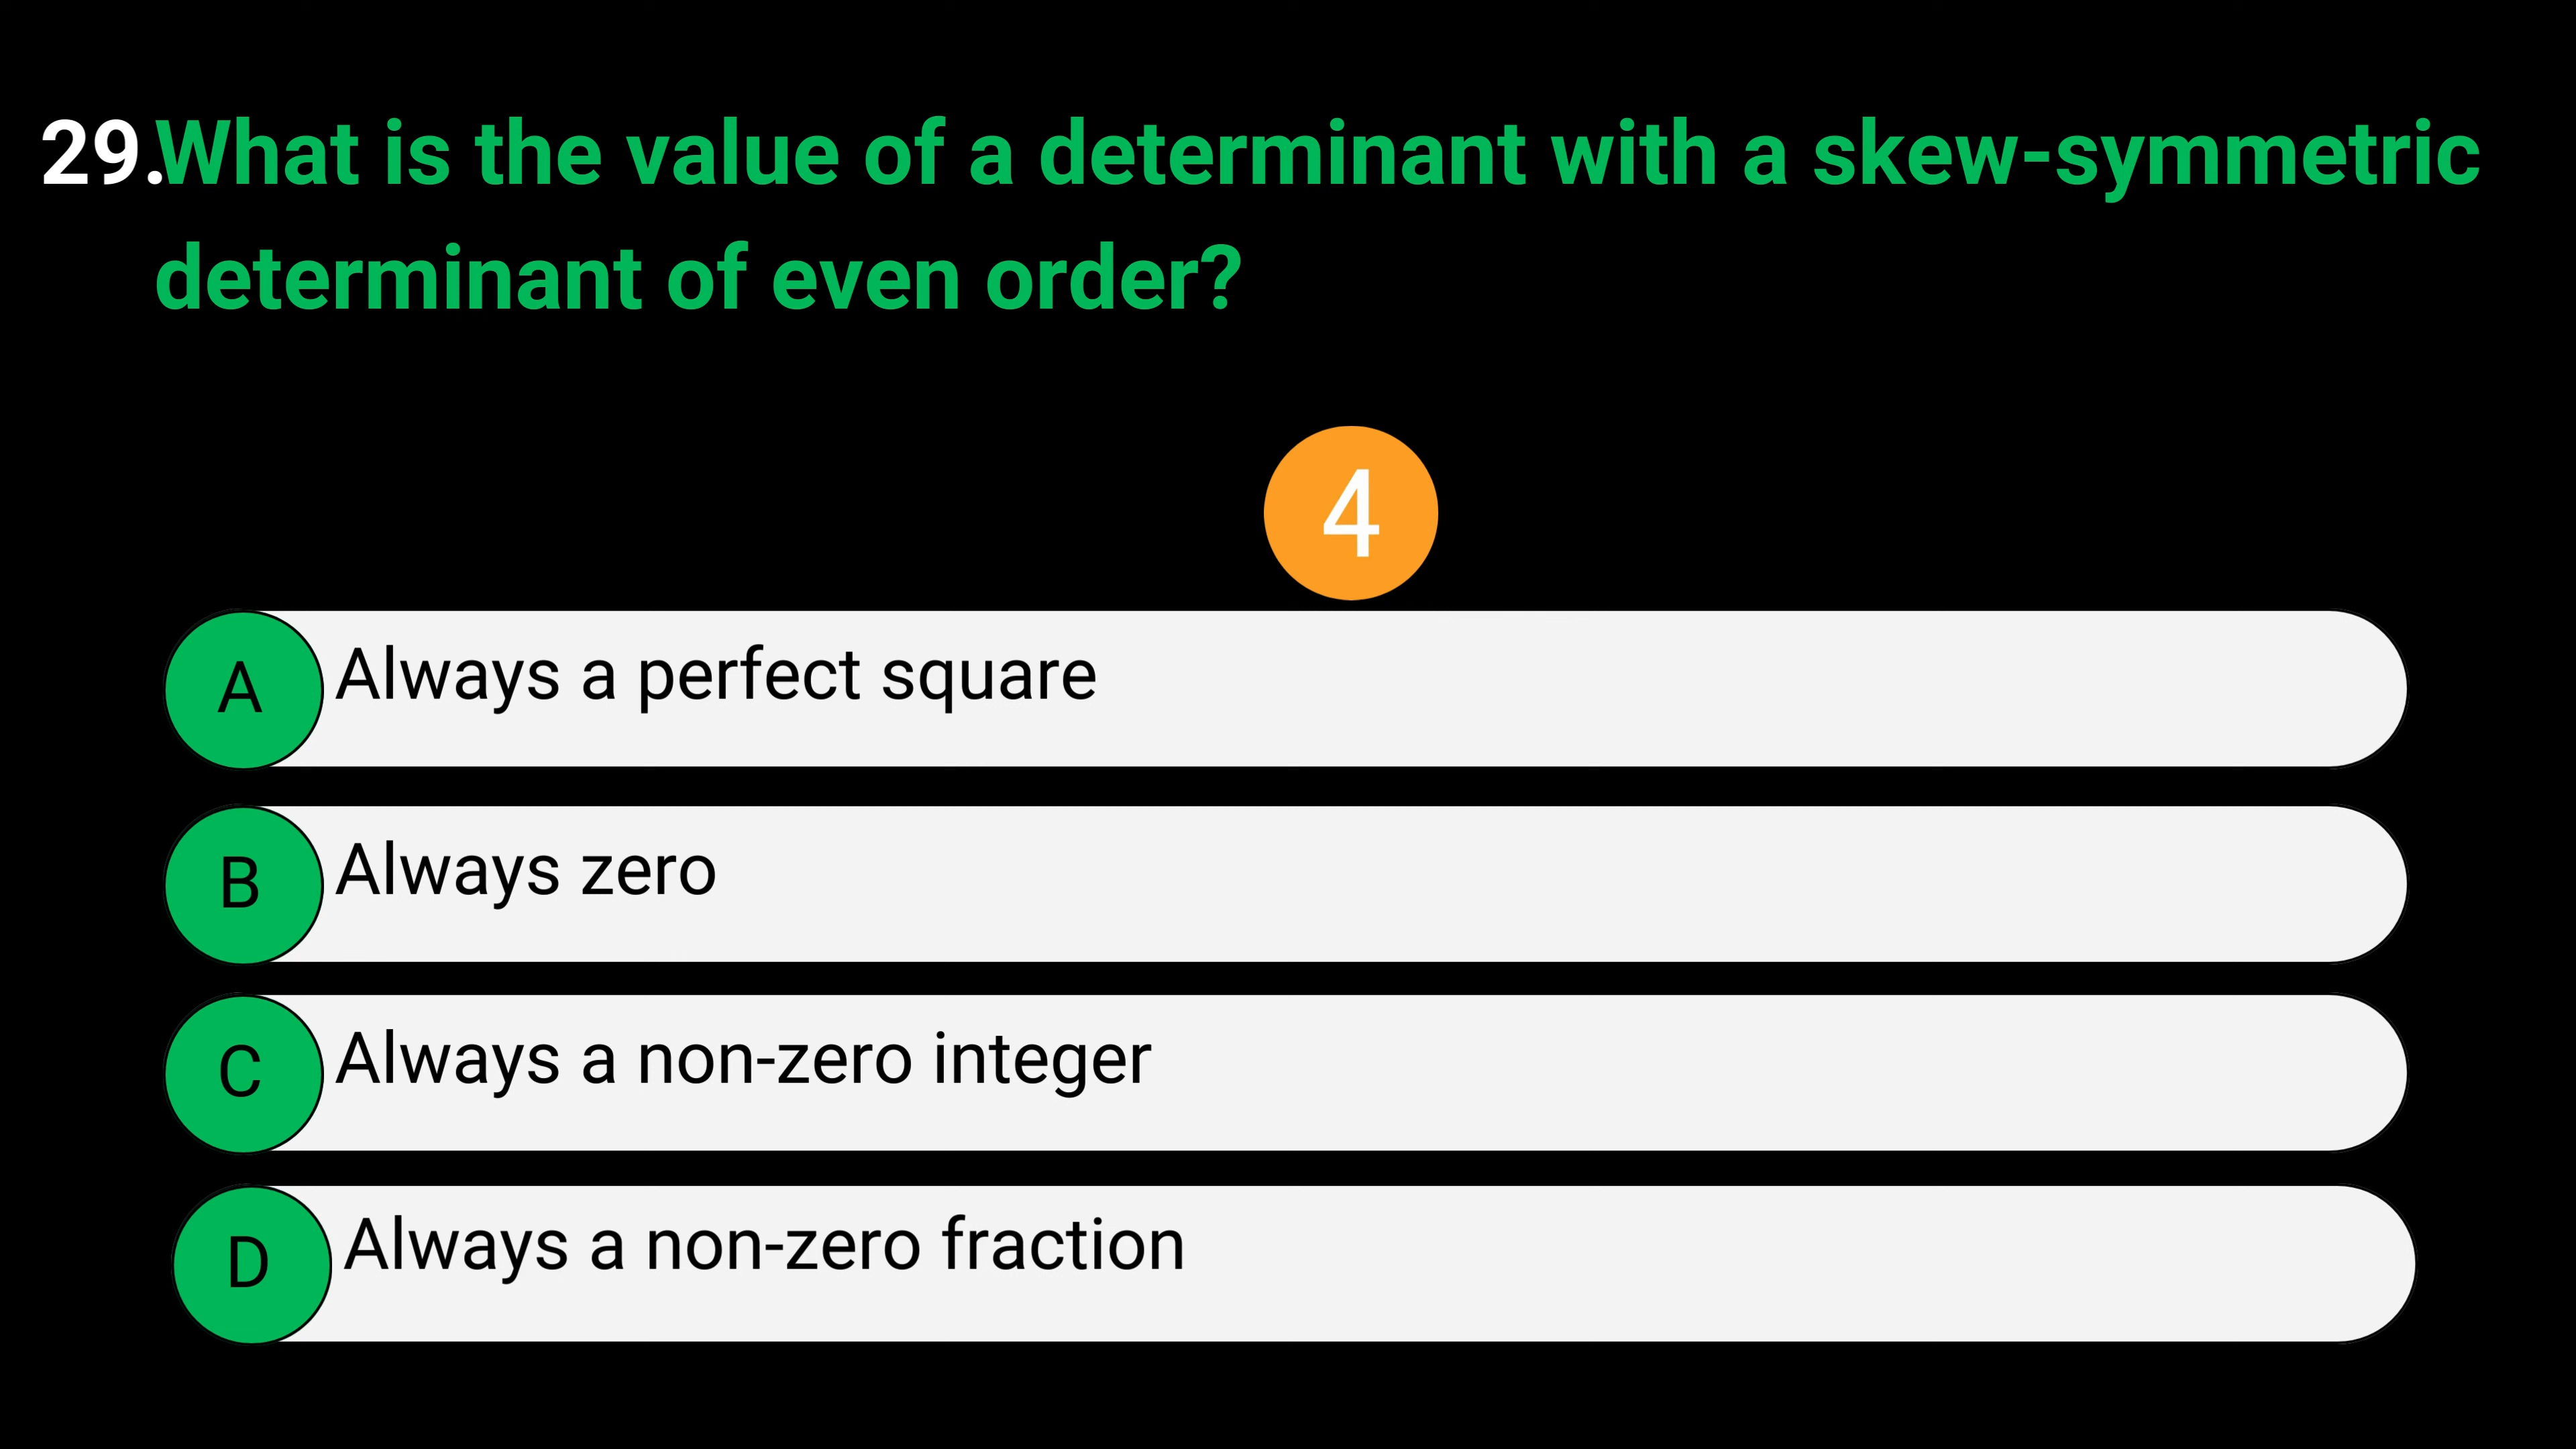 29.What is the value of a determinant with a skew-symmetric
determinant of even order?
4
A Always a perfect square
B Always zero
C Always a non-zero integer
D Always a non-zero fraction